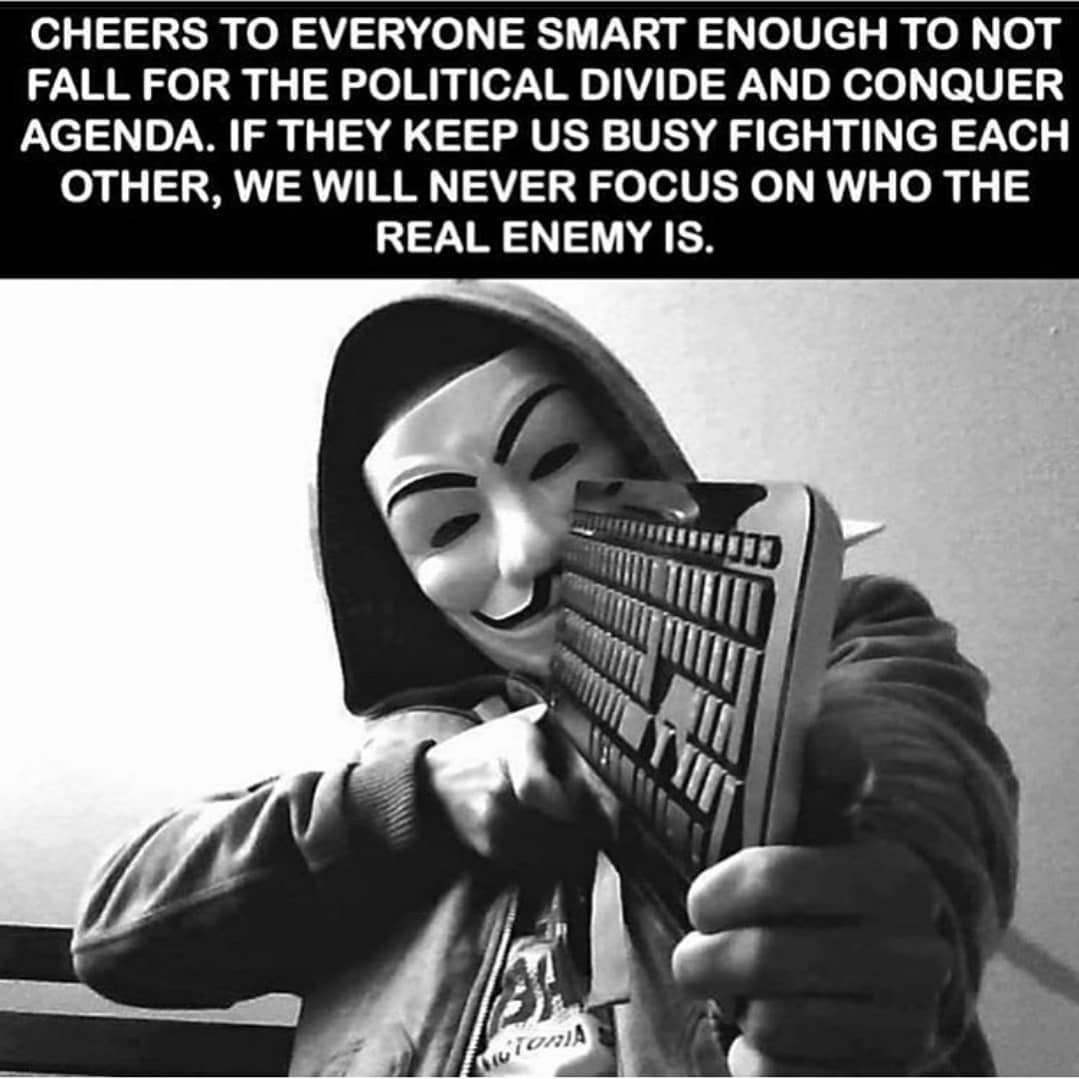 CHEERS TO EVERYONE SMART ENOUGH TO NOT
FALL FOR THE POLITICAL DIVIDE AND CONQUER
AGENDA. IF THEY KEEP US BUSY FIGHTING EACH
OTHER, WE WILL NEVER FOCUS ON WHO THE
REAL ENEMY IS.